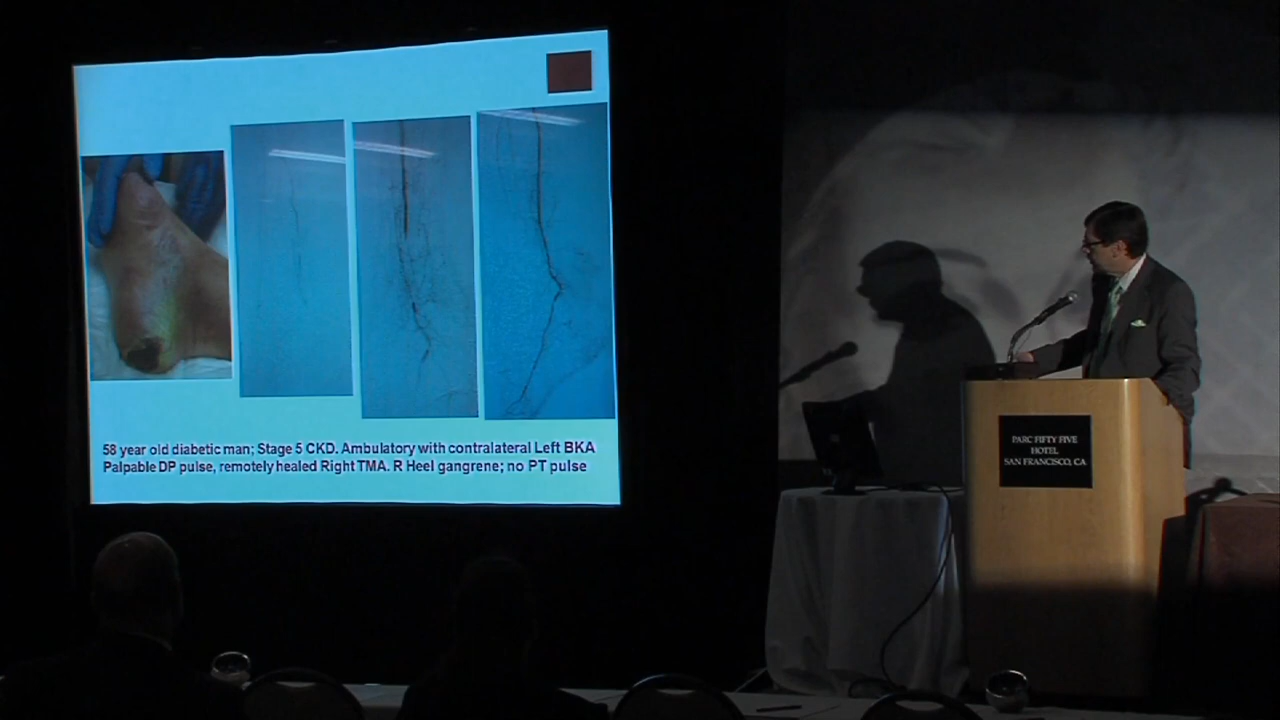 58 year old diabetic man; Stage 5 CKD. Ambulatory with contralateral Left BKA
Palpable DP pulse, remotely healed Right TMA. R Heel gangrene; no PT pulse
PARC FIFTY FIVE
HOTEL
SAN FRANCISCO, CA